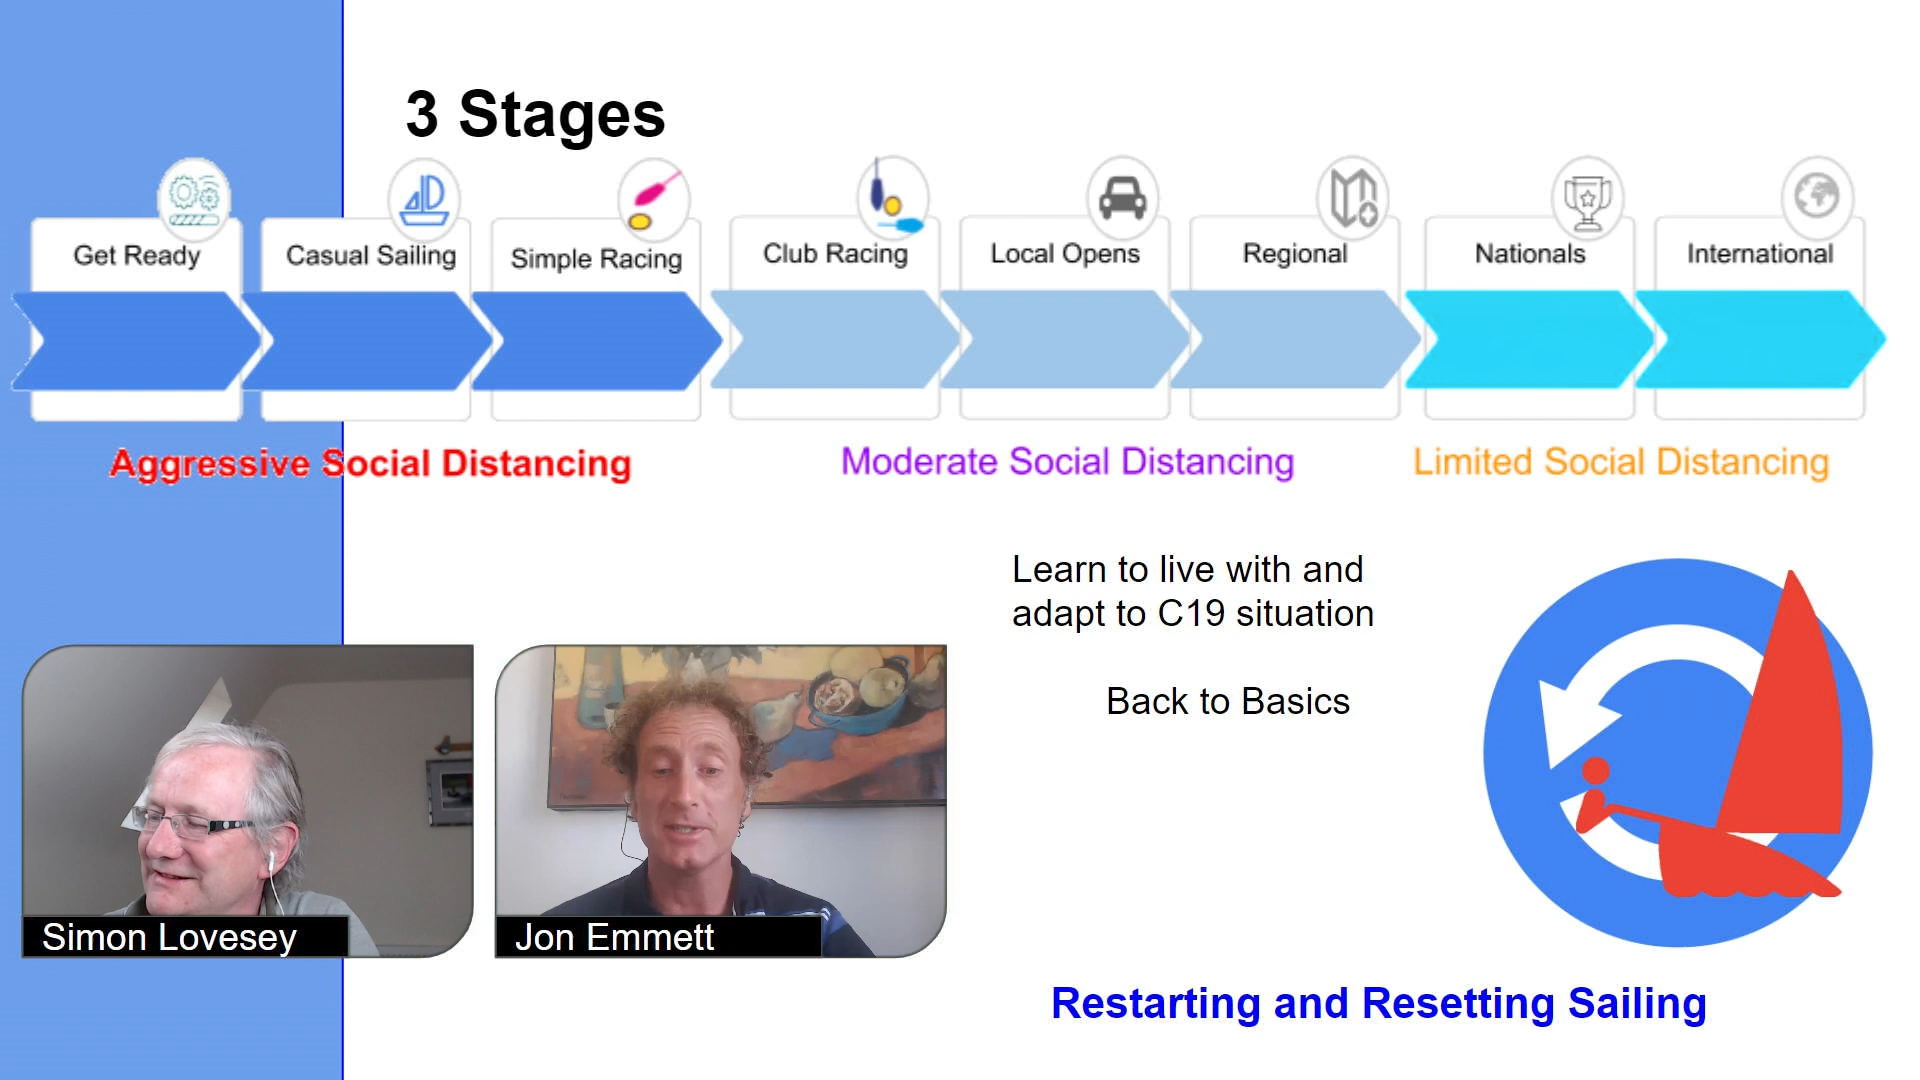 3 Stages
Get Ready
Casual Sailing
Simple Racing
Club Racing
Local Opens
Regional
Nationals
International
Aggressive Social Distancing
Moderate Social Distancing
Limited Social Distancing
Learn to live with and
adapt to C19 situation
Back to Basics
Simon Lovesey
Jon Emmett
Restarting and Resetting Sailing